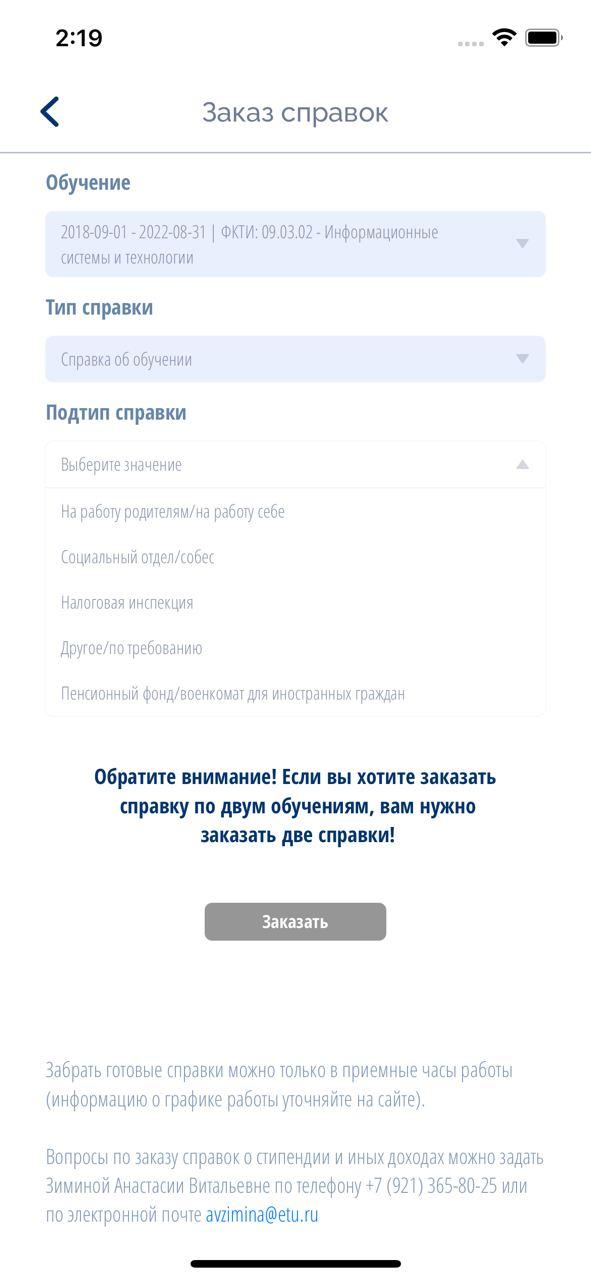 2:19
Заказ справок
Обучение
2018-09-01 - 2022-08-31 | ФКТИ: 09.03.02 - Информационные
системы и технологии
Тип справки
Справка об обучении
Подтип справки
Выберите значение
На работу родителям/на работу себе
Социальный отдел/собес
Налоговая инспекция
Другое/по требованию
Пенсионный фонд/военкомат для иностранных граждан
Обратите внимание! Если вы хотите заказать
справку по двум обучениям, вам нужно
заказать две справки!
Заказать
Забрать готовые справки можно только в приемные часы работы
(информацию о графике работы уточняйте на сайте).
Вопросы по заказу справок о стипендии и иных доходах можно задать
Зиминой Анастасии Витальевне по телефону +7 (921) 365-80-25 или
по электронной почте avzimina@etu.ru